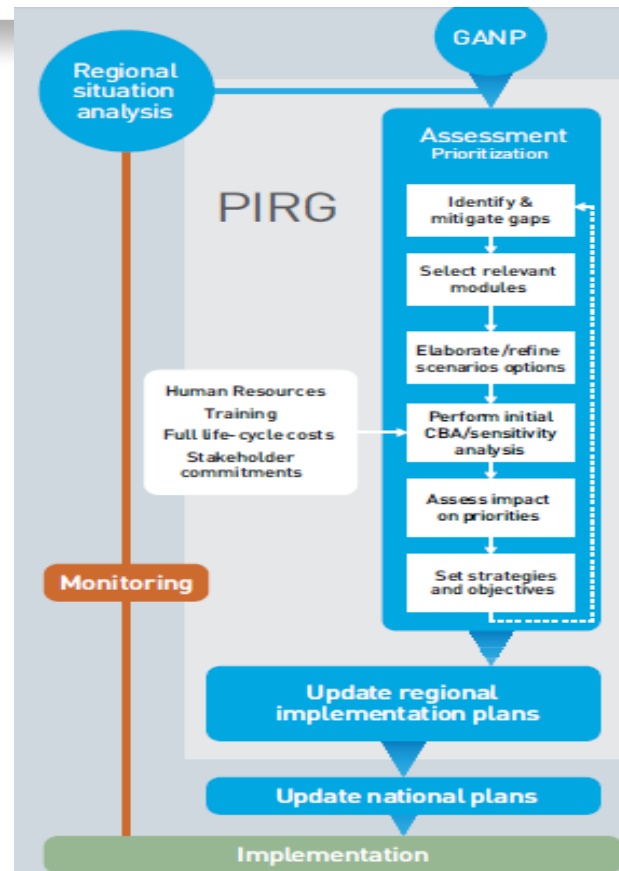 GANP
Regional
situation
analysis
Assessment
Prioritization
PIRG
Identify &
mitigate gaps
Select relevant
modules
Elaborate/refine
scenarios options
Human Resources
Training
Full life-cycle costs
Stakeholder
commitments
Perform initial
CBA/sensitivity
analysis
Assess impact
on priorities
Set strategies
and objectives
Monitoring
Update regional
implementation plans
Update national plans
Implementation